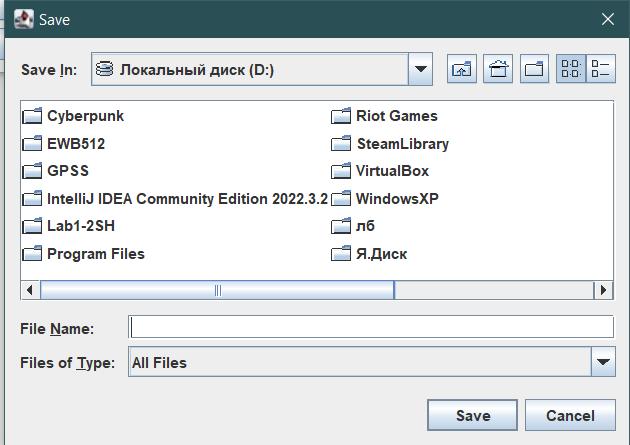 Save
Save In: Локальный диск (D:)
Cyberpunk
EWB512
GPSS
IntelliJ IDEA Community Edition 2022.3.2
Lab1-2SH
Program Files
Riot Games
SteamLibrary
VirtualBox
WindowsXP
лб
Я.Диск
File Name:
Files of Type: All Files
Save Cancel